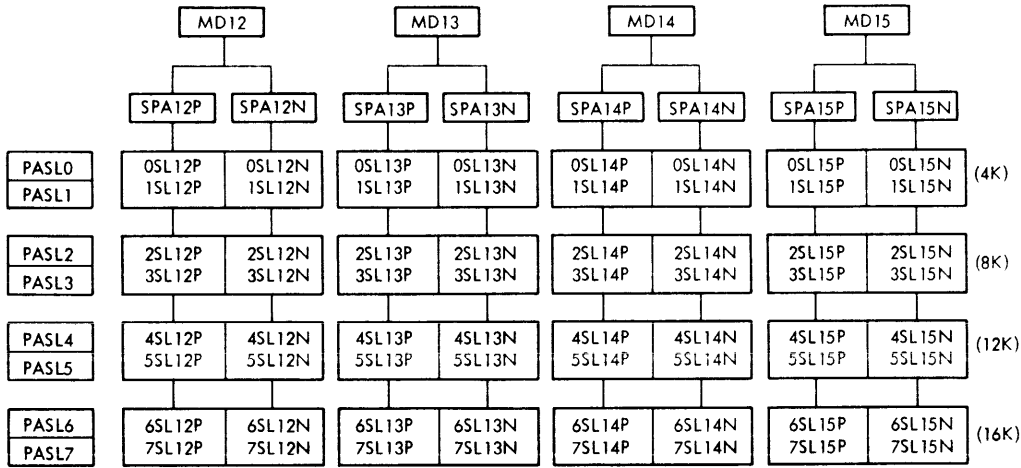 MD12 MD13 MD14 MD15
SPA12P SPA12N SPA13P SPA13N SPA14P SPA14N SPA15P SPA15N
PASL0 0SL12P 0SL12N 0SL13P 0SL13N 0SL14P 0SL14N 0SL15P 0SL15N (4K)
PASL1 1SL12P 1SL12N 1SL13P 1SL13N 1SL14P 1SL14N 1SL15P 1SL15N
PASL2 2SL12P 2SL12N 2SL13P 2SL13N 2SL14P 2SL14N 2SL15P 2SL15N (8K)
PASL3 3SL12P 3SL12N 3SL13P 3SL13N 3SL14P 3SL14N 3SL15P 3SL15N
PASL4 4SL12P 4SL12N 4SL13P 4SL13N 4SL14P 4SL14N 4SL15P 4SL15N (12K)
PASL5 5SL12P 5SL12N 5SL13P 5SL13N 5SL14P 5SL14N 5SL15P 5SL15N
PASL6 6SL12P 6SL12N 6SL13P 6SL13N 6SL14P 6SL14N 6SL15P 6SL15N (16K)
PASL7 7SL12P 7SL12N 7SL13P 7SL13N 7SL14P 7SL14N 7SL15P 7SL15N